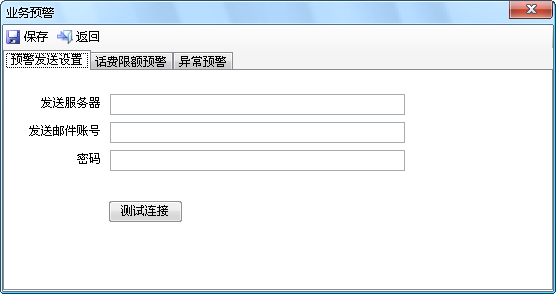 业务预警
保存 返回
预警发送设置 话费限额预警 异常预警
发送服务器
发送邮件账号
密码
测试连接